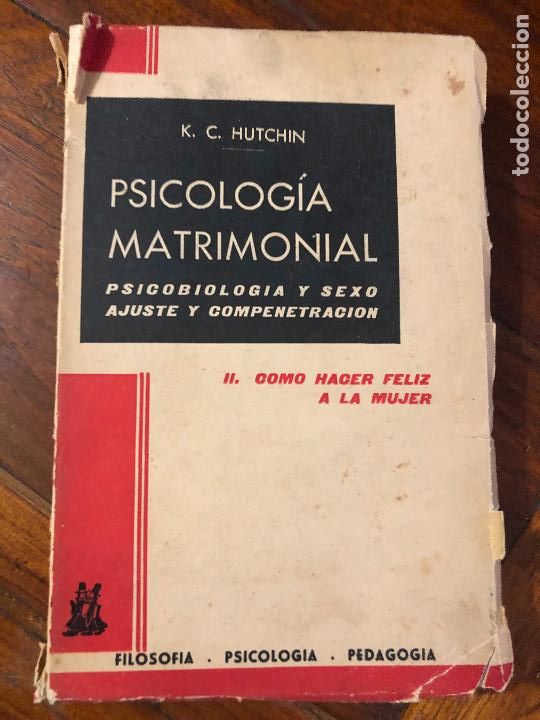 K. C. HUTCHIN
PSICOLOGÍA
MATRIMONIAL
PSICOBIOLOGIA Y SEXO
AJUSTE Y COMPENETRACION
II. COMO HACER FELIZ
A LA MUJER
FILOSOFIA . PSICOLOGIA . PEDAGOGIA
todocoleccion